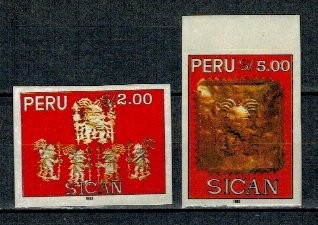 PERU S/. 2.00
SICAN
PERU S/. 5.00
SICAN